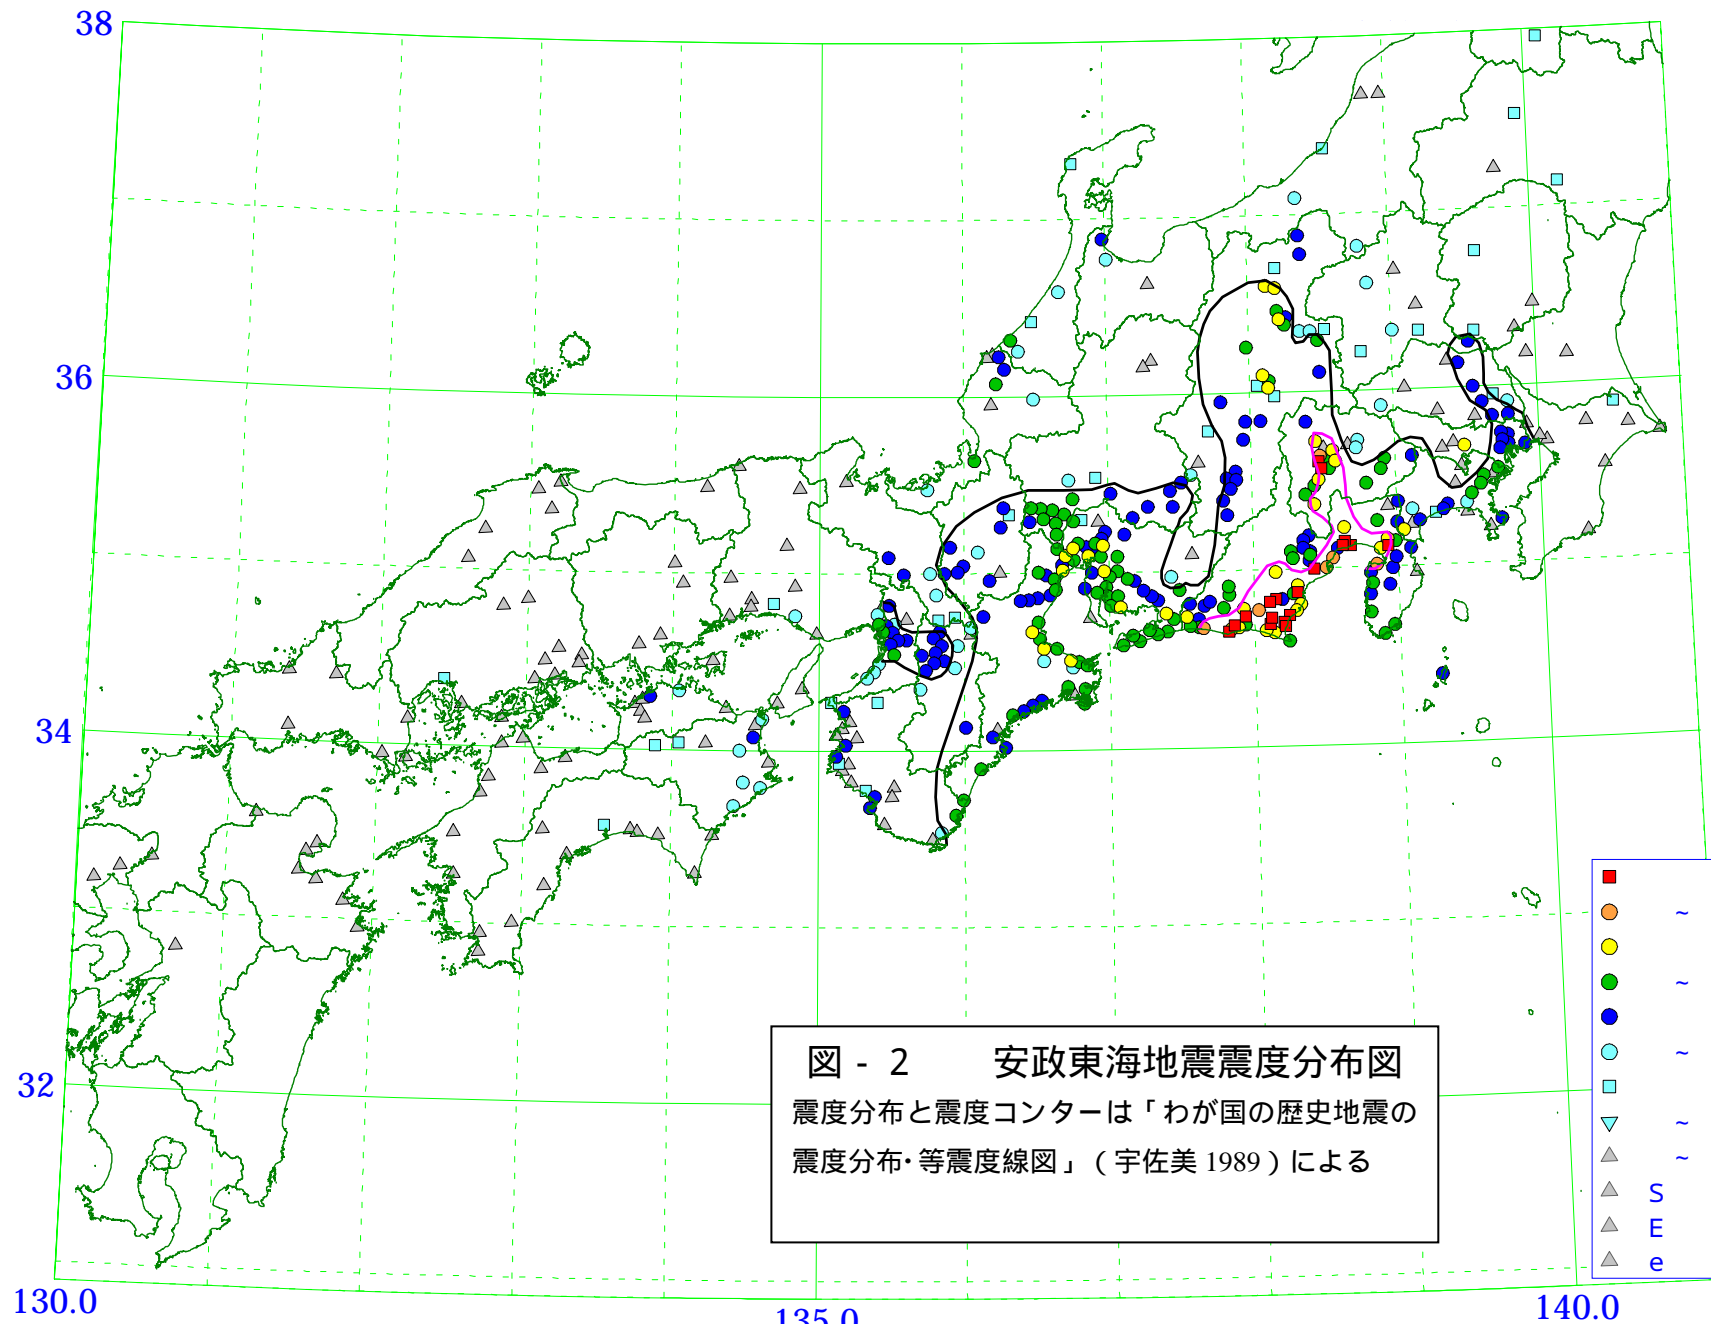 38
36
34
32
130.0
135.0
140.0
図 - 2 安政東海地震震度分布図
震度分布と震度コンターは「わが国の歴史地震の
震度分布・等震度線図」(宇佐美 1989)による
~
~
~
~
~
S
E
e